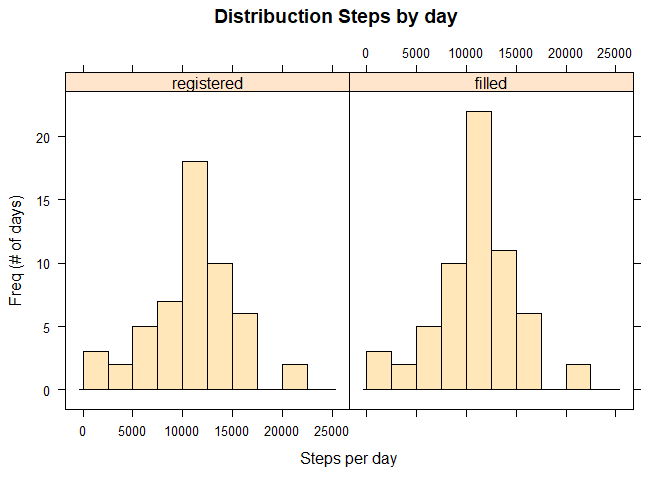 Distribuction Steps by day
0 5000 10000 15000 20000 25000
registered filled
20
15
10
5
0
Freq (# of days)
0 5000 10000 15000 20000 25000
Steps per day